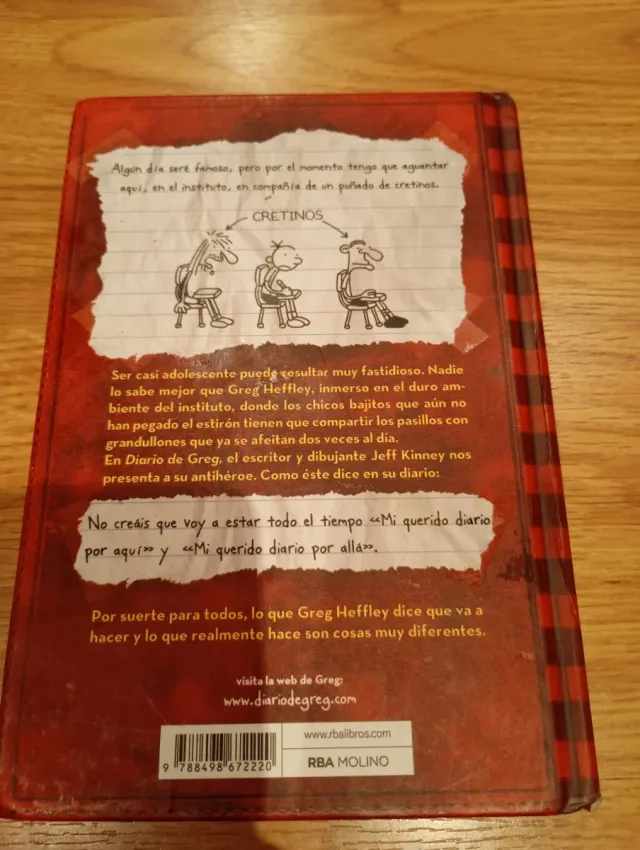 Algún día seré famoso, pero por el momento tengo que aguantar
aquí, en el instituto, en compañía de un puñado de cretinos.
CRETINOS
Ser casi adolescente puede resultar muy fastidioso. Nadie
lo sabe mejor que Greg Heffley, inmerso en el duro am-
biente del instituto, donde los chicos bajitos que aún no
han pegado el estirón tienen que compartir los pasillos con
grandullones que ya se afeitan dos veces al día.
En Diario de Greg, el escritor y dibujante Jeff Kinney nos
presenta a su antihéroe. Como éste dice en su diario:
No creáis que voy a estar todo el tiempo «Mi querido diario
por aquí» y «Mi querido diario por allá».
Por suerte para todos, lo que Greg Heffley dice que va a
hacer y lo que realmente hace son cosas muy diferentes.
visita la web de Greg:
www.diariodegreg.com
www.rbalibros.com
RBA MOLINO
9 788498 672220